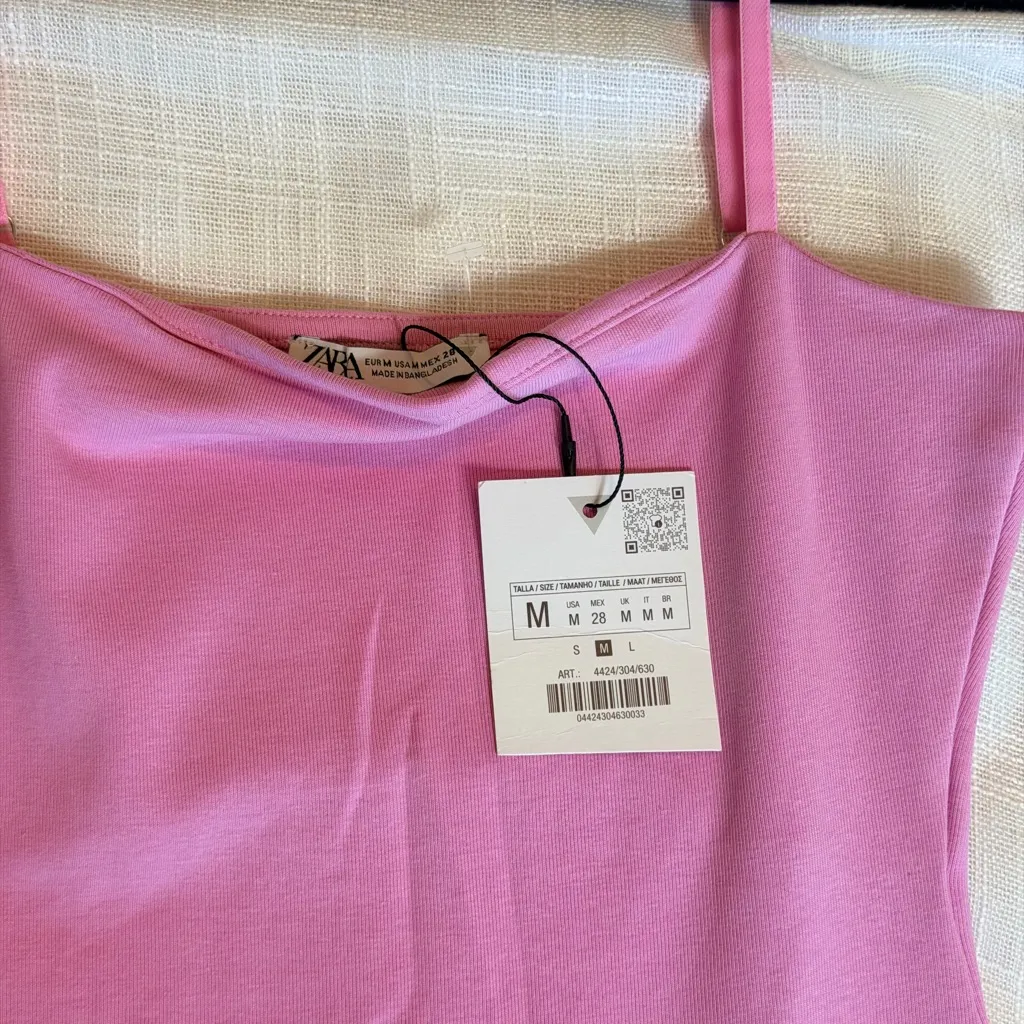 ZARA
EUR M USA M MEX 28
MADE IN BANGLADESH
TALLA / SIZE / TAMANHO / TAILLE / MAAT / ΜΕΓΕΘΟΣ
M USA M MEX 28 UK M IT M BR M
S M L
ART.: 4424/304/630
04424304630033